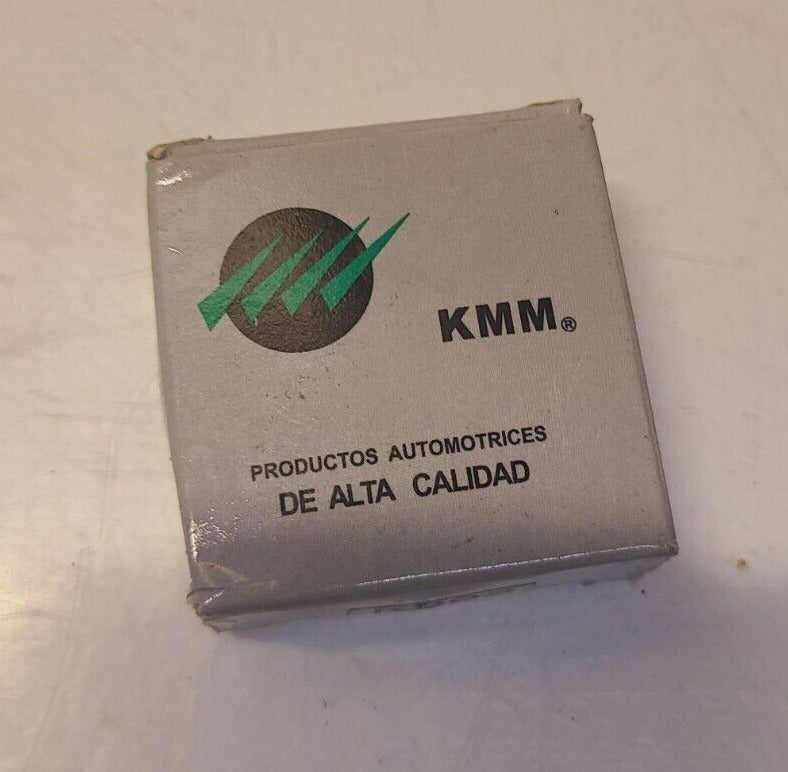 KMM®
PRODUCTOS AUTOMOTRICES
DE ALTA CALIDAD